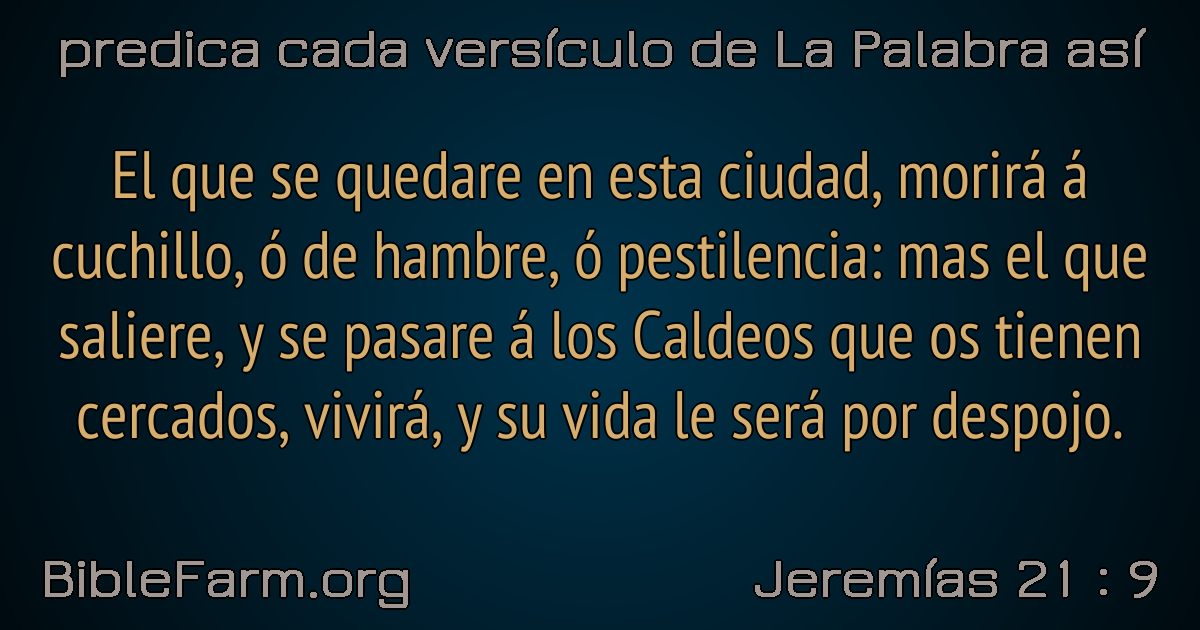 predica cada versículo de La Palabra así
El que se quedare en esta ciudad, morirá á
cuchillo, ó de hambre, ó pestilencia: mas el que
saliere, y se pasare á los Caldeos que os tienen
cercados, vivirá, y su vida le será por despojo.
BibleFarm.org
Jeremías 21 : 9